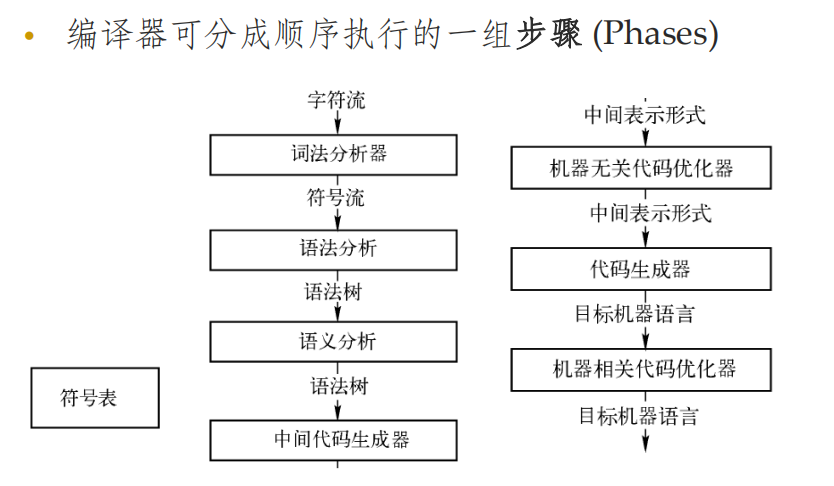 • 编译器可分成顺序执行的一组步骤 (Phases)
字符流
词法分析器
符号流
语法分析
语法树
语义分析
语法树
中间代码生成器
符号表
中间表示形式
机器无关代码优化器
中间表示形式
代码生成器
目标机器语言
机器相关代码优化器
目标机器语言